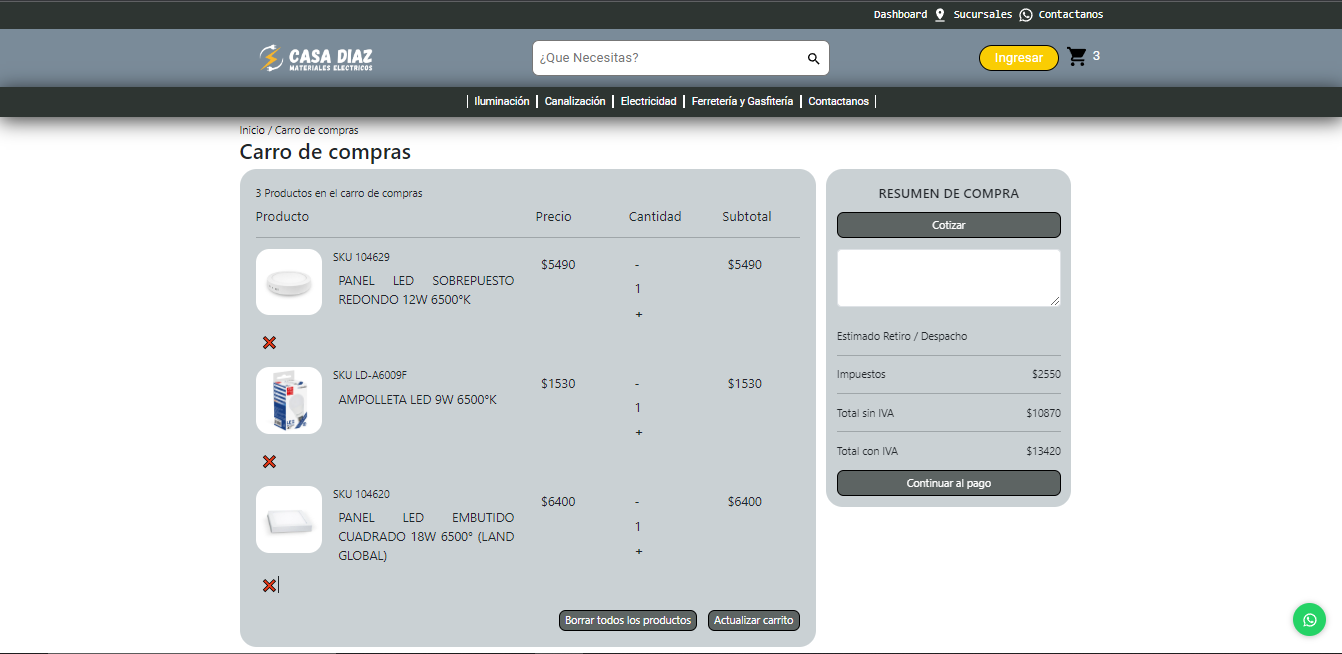 Dashboard Sucursales Contactanos
CASA DIAZ
MATERIALES ELECTRICOS
¿Que Necesitas?
Ingresar
3
| Iluminación | Canalización | Electricidad | Ferretería y Gasfitería | Contactanos |
Inicio / Carro de compras
Carro de compras
3 Productos en el carro de compras
Producto Precio Cantidad Subtotal
SKU 104629
PANEL LED SOBREPUESTO
REDONDO 12W 6500°K
$5490
-
1
+
$5490
SKU LD-A6009F
AMPOLLETA LED 9W 6500°K
$1530
-
1
+
$1530
SKU 104620
PANEL LED EMBUTIDO
CUADRADO 18W 6500° (LAND
GLOBAL)
$6400
-
1
+
$6400
Borrar todos los productos
Actualizar carrito
RESUMEN DE COMPRA
Cotizar
Estimado Retiro / Despacho
Impuestos $2550
Total sin IVA $10870
Total con IVA $13420
Continuar al pago